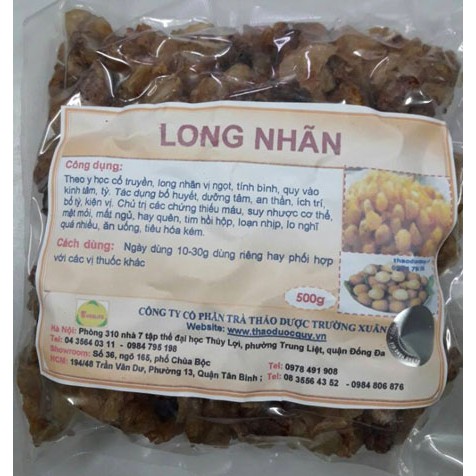 LONG NHÃN
Công dụng:
Theo y học cổ truyền, long nhãn vị ngọt, tính bình, quy vào
kinh tâm, tỳ. Tác dụng bổ huyết, dưỡng tâm, an thần, ích trí,
bổ tỳ, kiện vị. Chủ trị các chứng thiếu máu, suy nhược cơ thể,
mệt mỏi, mất ngủ, hay quên, tim hồi hộp, loạn nhịp, lo nghĩ
quá nhiều, ăn uống, tiêu hóa kém.
Cách dùng: Ngày dùng 10-30g dùng riêng hay phối hợp
với các vị thuốc khác
500g
CÔNG TY CỔ PHẦN TRÀ THẢO DƯỢC TRƯỜNG XUÂN
Website: www.thaoduocquy.vn
Hà Nội: Phòng 310 nhà 7 tập thể đại học Thủy Lợi, phường Trung Liệt, quận Đống Đa
Tel: 04 3564 03 11 - 0984 795 198
Showroom: Số 36, ngõ 165, phố Chùa Bộc
Tel: 0978 491 908
HCM: 194/48 Trần Văn Dư, Phường 13, Quận Tân Bình ; Tel: 08 3556 43 52 - 0984 806 876